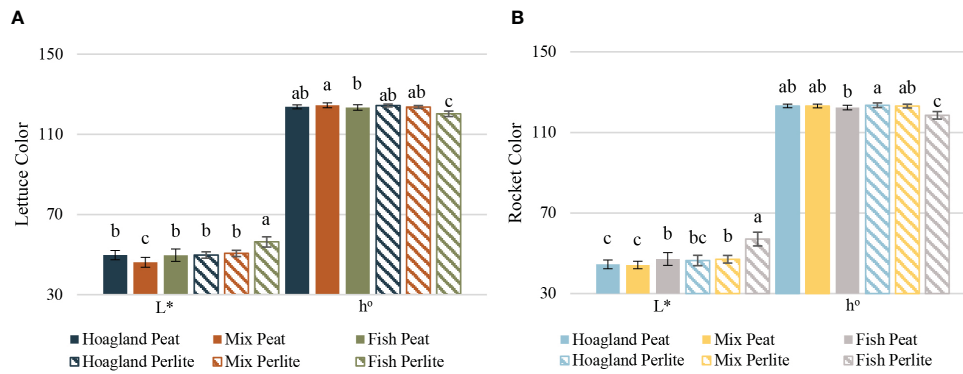 A
Lettuce Color
150
110
70
30
b c b b b a
ab a b ab ab c
L* hº
Hoagland Peat Mix Peat Fish Peat
Hoagland Perlite Mix Perlite Fish Perlite
B
Rocket Color
150
110
70
30
c c b bc b a
ab ab b a ab c
L* hº
Hoagland Peat Mix Peat Fish Peat
Hoagland Perlite Mix Perlite Fish Perlite